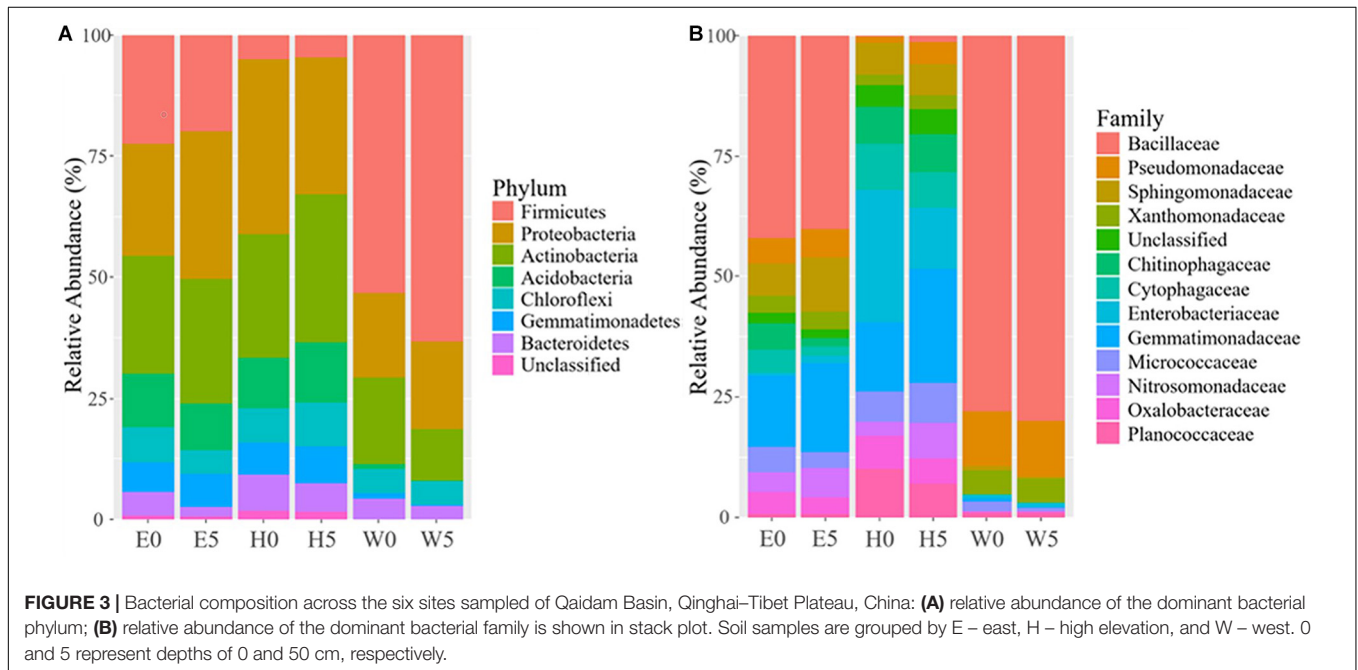 A
100
75
50
25
0
Relative Abundance (%)
E0 E5 H0 H5 W0 W5
Phylum
Firmicutes
Proteobacteria
Actinobacteria
Acidobacteria
Chloroflexi
Gemmatimonadetes
Bacteroidetes
Unclassified
B
100
75
50
25
0
Relative Abundance (%)
E0 E5 H0 H5 W0 W5
Family
Bacillaceae
Pseudomonadaceae
Sphingomonadaceae
Xanthomonadaceae
Unclassified
Chitinophagaceae
Cytophagaceae
Enterobacteriaceae
Gemmatimonadaceae
Micrococcaceae
Nitrosomonadaceae
Oxalobacteraceae
Planococcaceae
FIGURE 3 | Bacterial composition across the six sites sampled of Qaidam Basin, Qinghai–Tibet Plateau, China: (A) relative abundance of the dominant bacterial
phylum; (B) relative abundance of the dominant bacterial family is shown in stack plot. Soil samples are grouped by E – east, H – high elevation, and W – west. 0
and 5 represent depths of 0 and 50 cm, respectively.